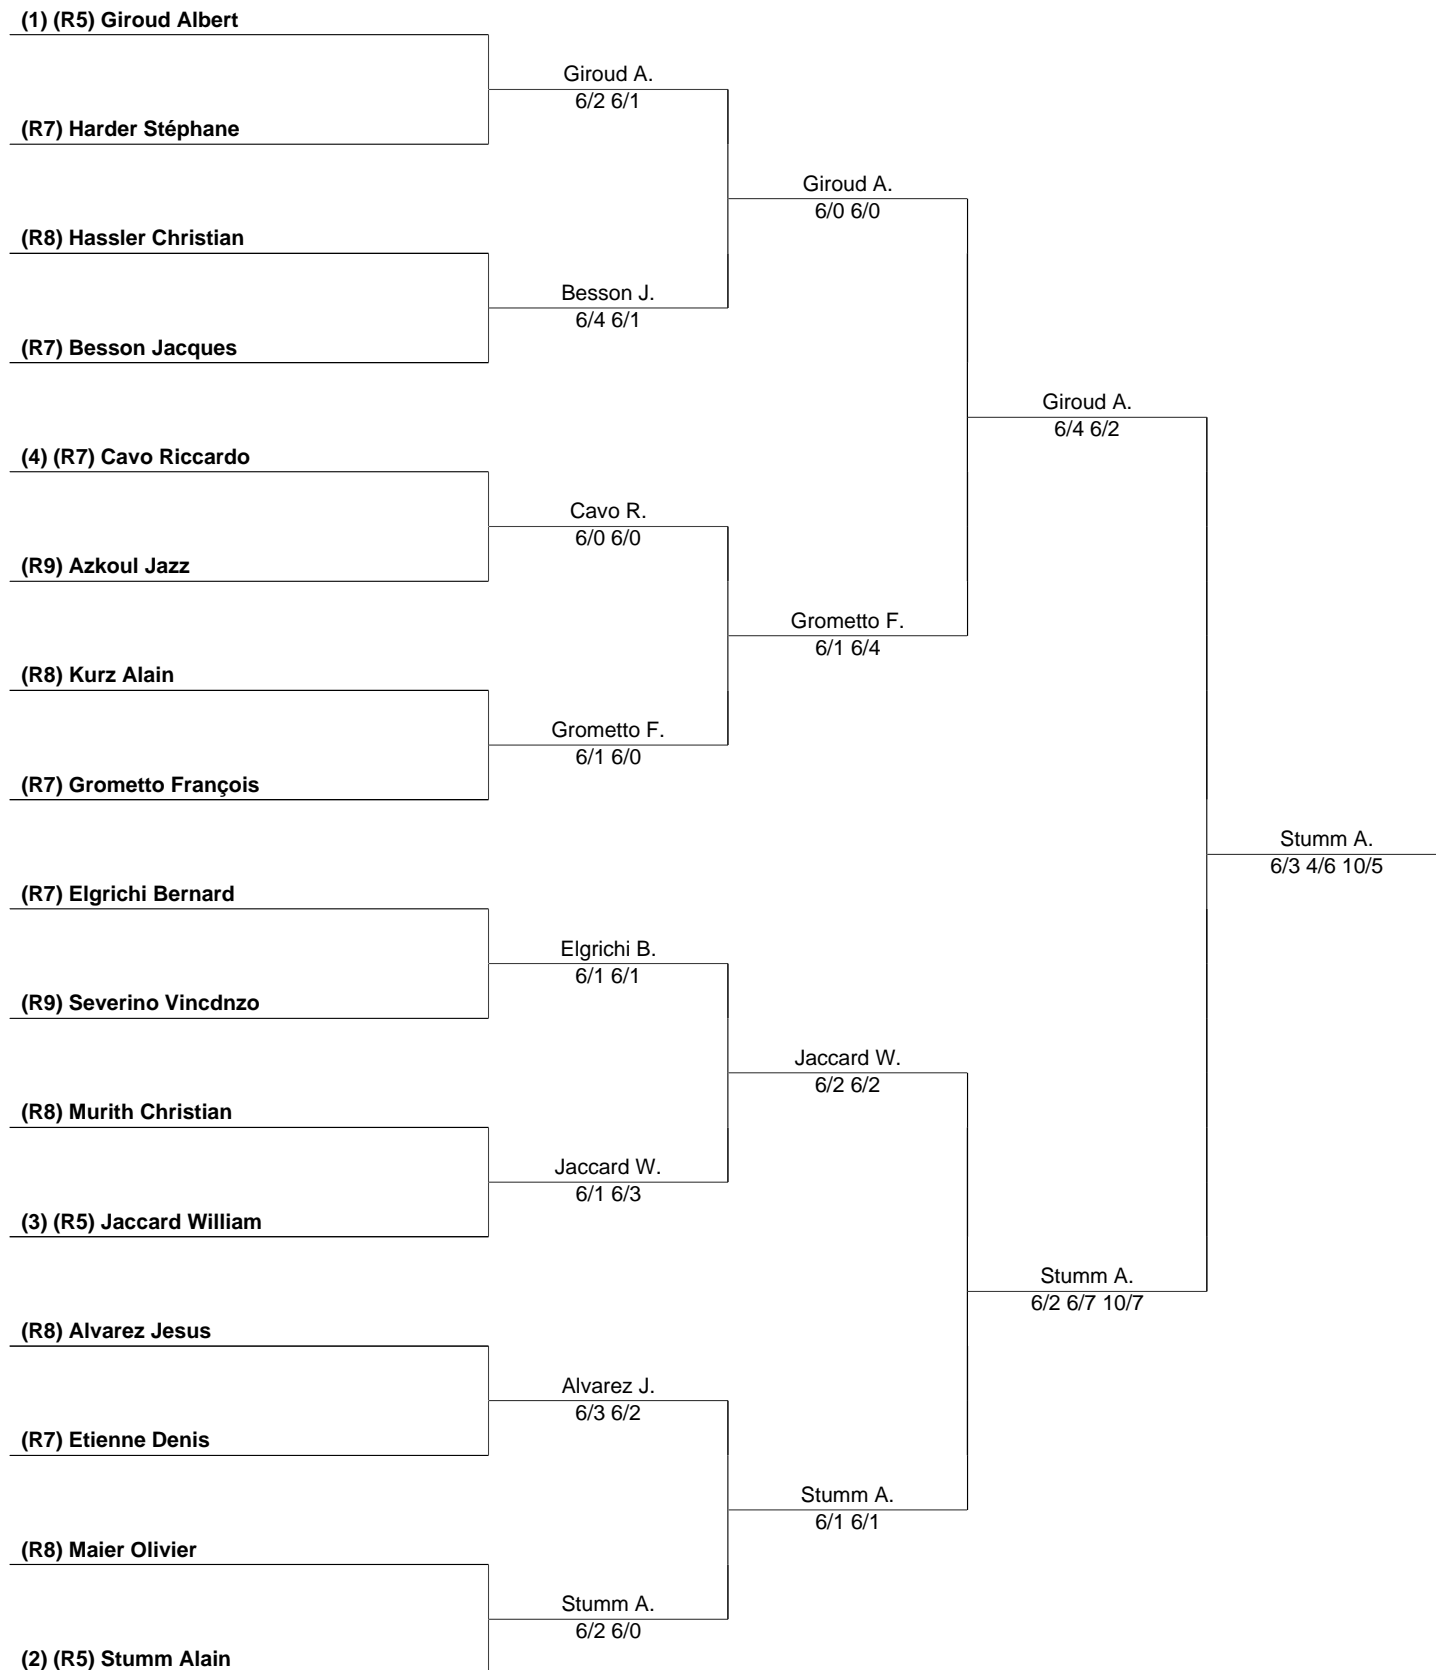 (1) (R5) Giroud Albert
Giroud A.
6/2 6/1
(R7) Harder Stéphane
Giroud A.
6/0 6/0
(R8) Hassler Christian
Besson J.
6/4 6/1
(R7) Besson Jacques
Giroud A.
6/4 6/2
(4) (R7) Cavo Riccardo
Cavo R.
6/0 6/0
(R9) Azkoul Jazz
Grometto F.
6/1 6/4
(R8) Kurz Alain
Grometto F.
6/1 6/0
(R7) Grometto François
Stumm A.
6/3 4/6 10/5
(R7) Elgrichi Bernard
Elgrichi B.
6/1 6/1
(R9) Severino Vincdnzo
Jaccard W.
6/2 6/2
(R8) Murith Christian
Jaccard W.
6/1 6/3
(3) (R5) Jaccard William
Stumm A.
6/2 6/7 10/7
(R8) Alvarez Jesus
Alvarez J.
6/3 6/2
(R7) Etienne Denis
Stumm A.
6/1 6/1
(R8) Maier Olivier
Stumm A.
6/2 6/0
(2) (R5) Stumm Alain